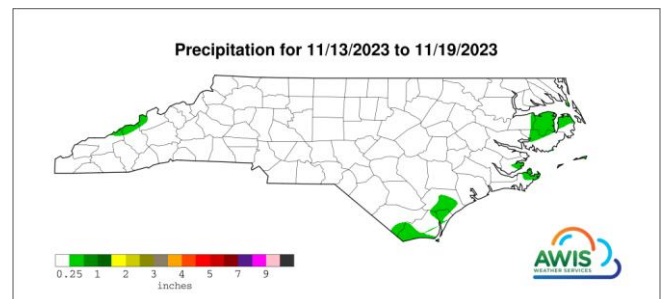 Precipitation for 11/13/2023 to 11/19/2023
0.25 1 2 3 4 5 7 9
inches
AWIS
WEATHER SERVICES